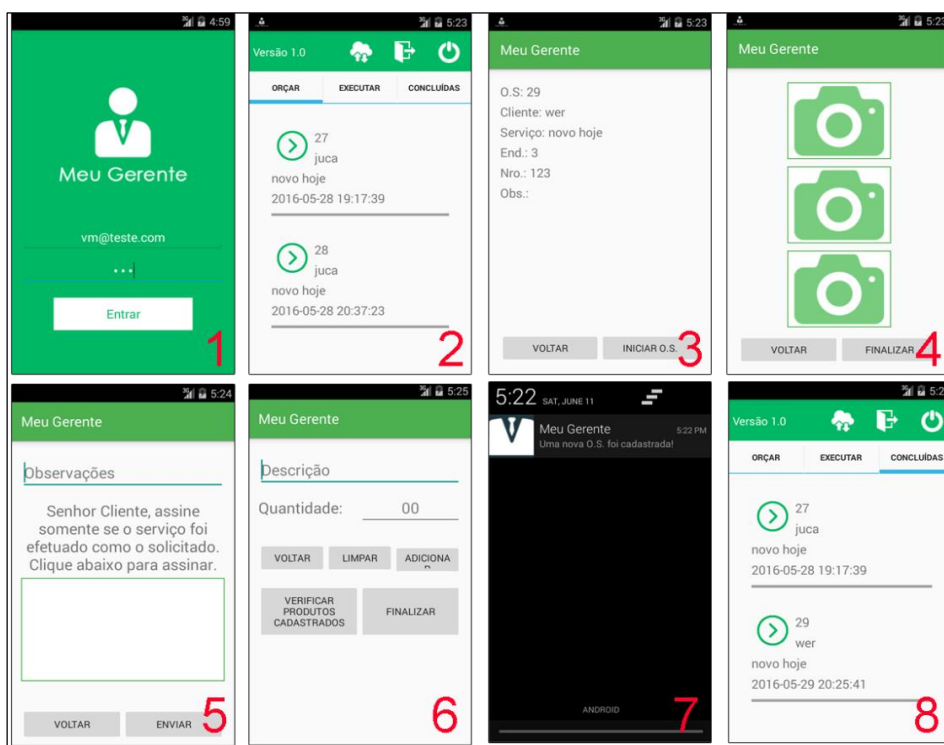 4:59
Meu Gerente
vm@teste.com
Entrar
1
5:23
Versão 1.0
ORÇAR EXECUTAR CONCLUÍDAS
27
juca
novo hoje
2016-05-28 19:17:39
28
juca
novo hoje
2016-05-28 20:37:23
2
5:23
Meu Gerente
O.S: 29
Cliente: wer
Serviço: novo hoje
End.: 3
Nro.: 123
Obs.:
VOLTAR INICIAR O.S.
3
5:23
Meu Gerente
VOLTAR FINALIZAR
4
5:24
Meu Gerente
Observações
Senhor Cliente, assine
somente se o serviço foi
efetuado como o solicitado.
Clique abaixo para assinar.
VOLTAR ENVIAR
5
5:25
Meu Gerente
Descrição
Quantidade: 00
VOLTAR LIMPAR ADICIONA
VERIFICAR
PRODUTOS
CADASTRADOS
FINALIZAR
6
5:22 SAT, JUNE 11
Meu Gerente 5:22 PM
Uma nova O.S. foi cadastrada!
ANDROID
7
5:2
Versão 1.0
ORÇAR EXECUTAR CONCLUÍDAS
27
juca
novo hoje
2016-05-28 19:17:39
29
wer
novo hoje
2016-05-29 20:25:41
8